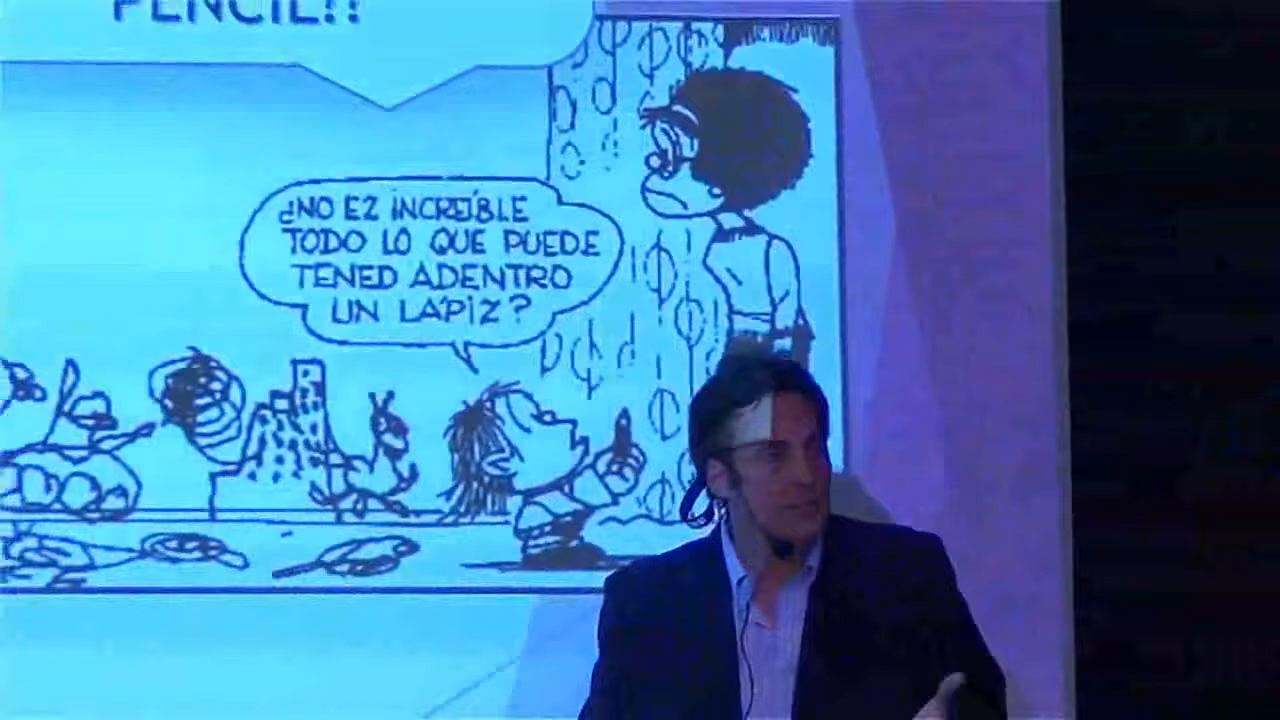 PENCIL!!
¿NO EZ INCREÍBLE
TODO LO QUE PUEDE
TENED ADENTRO
UN LÁPIZ?